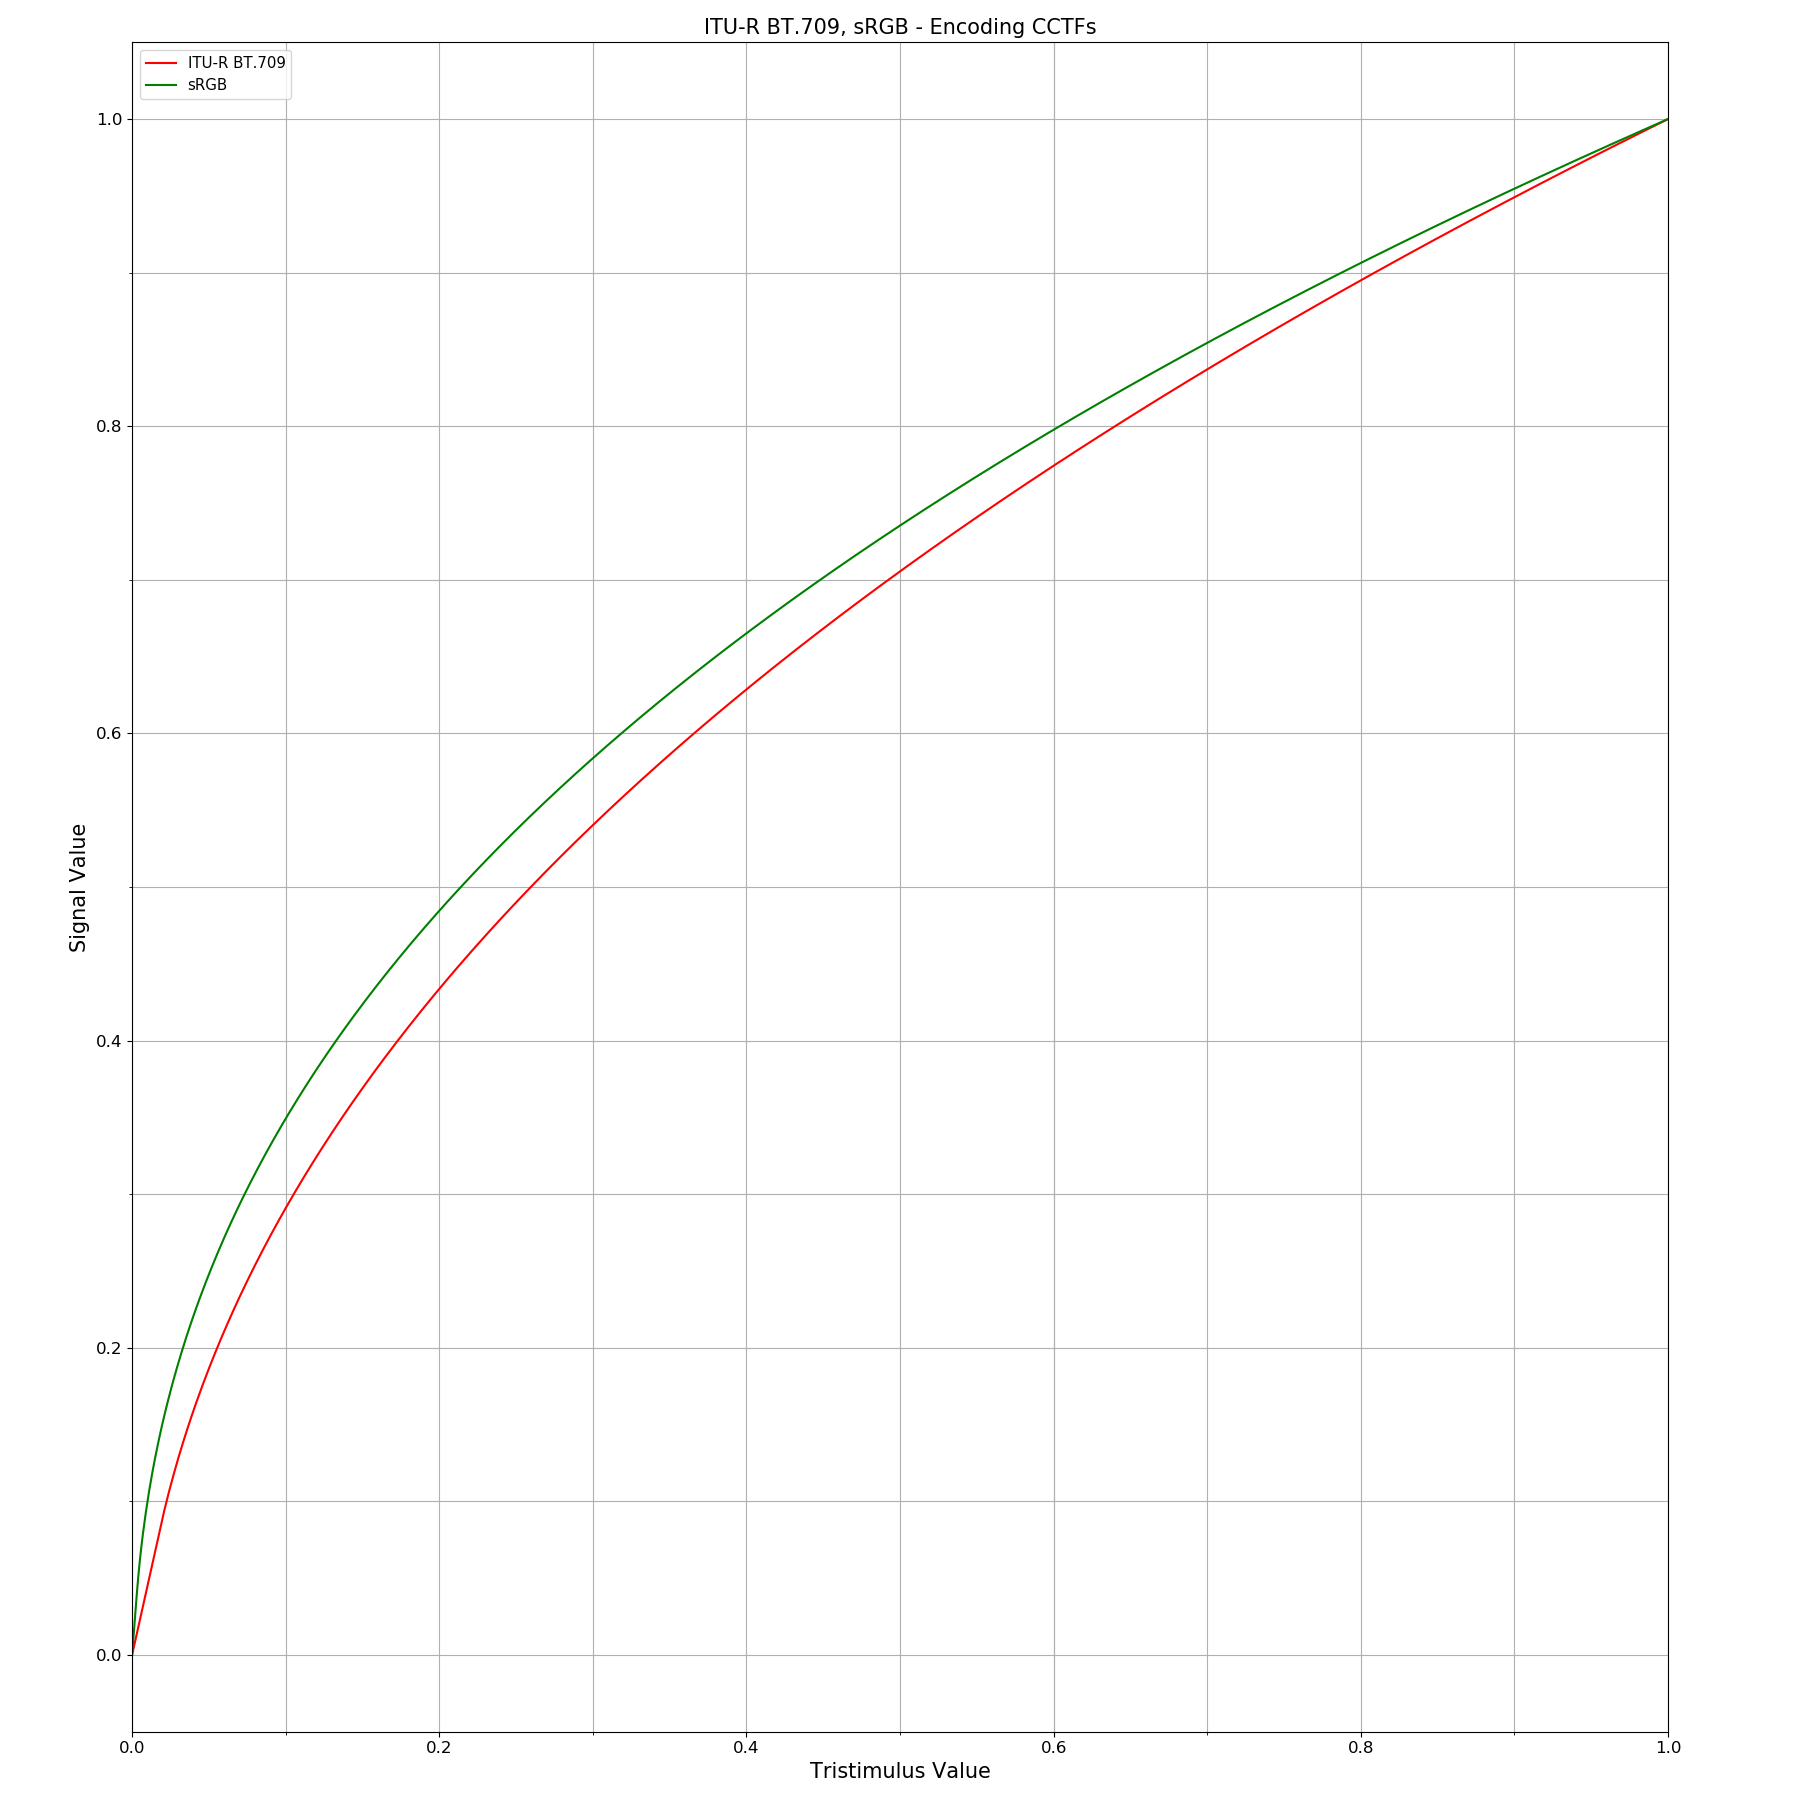 ITU-R BT.709, sRGB - Encoding CCTFs
ITU-R BT.709
sRGB
1.0
0.8
0.6
0.4
0.2
0.0
Signal Value
0.0 0.2 0.4 0.6 0.8 1.0
Tristimulus Value